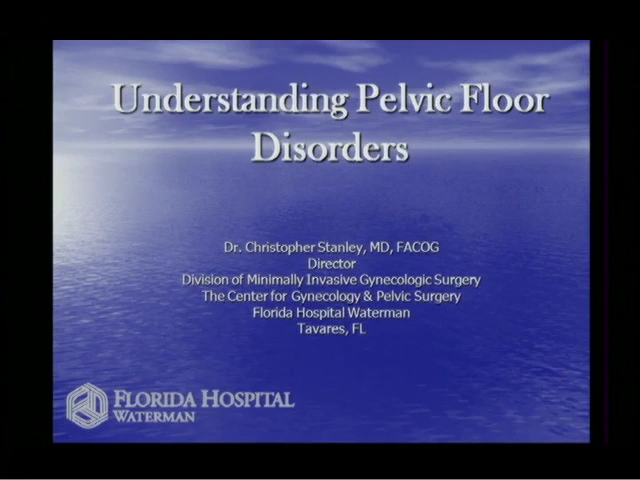 Understanding Pelvic Floor
Disorders
Dr. Christopher Stanley, MD, FACOG
Director
Division of Minimally Invasive Gynecologic Surgery
The Center for Gynecology & Pelvic Surgery
Florida Hospital Waterman
Tavares, FL
FLORIDA HOSPITAL
WATERMAN